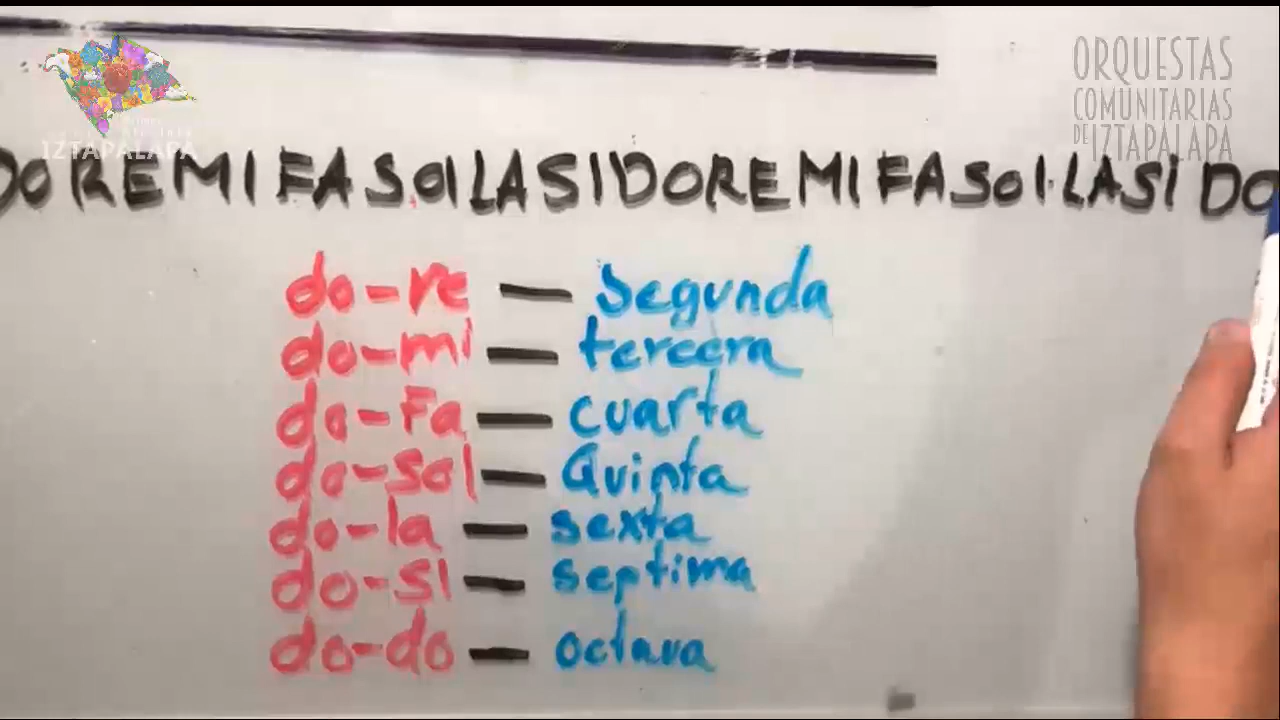 IZTAPALAPA
ORQUESTAS
COMUNITARIAS
DE IZTAPALAPA
DO RE MI FA SOl LA SI DO RE MI FA SOl LA SI DO
do-re — Segunda
do-mi — tercera
do-Fa — cuarta
do-sol — Quinta
do-la — sexta
do-si — septima
do-do — octava